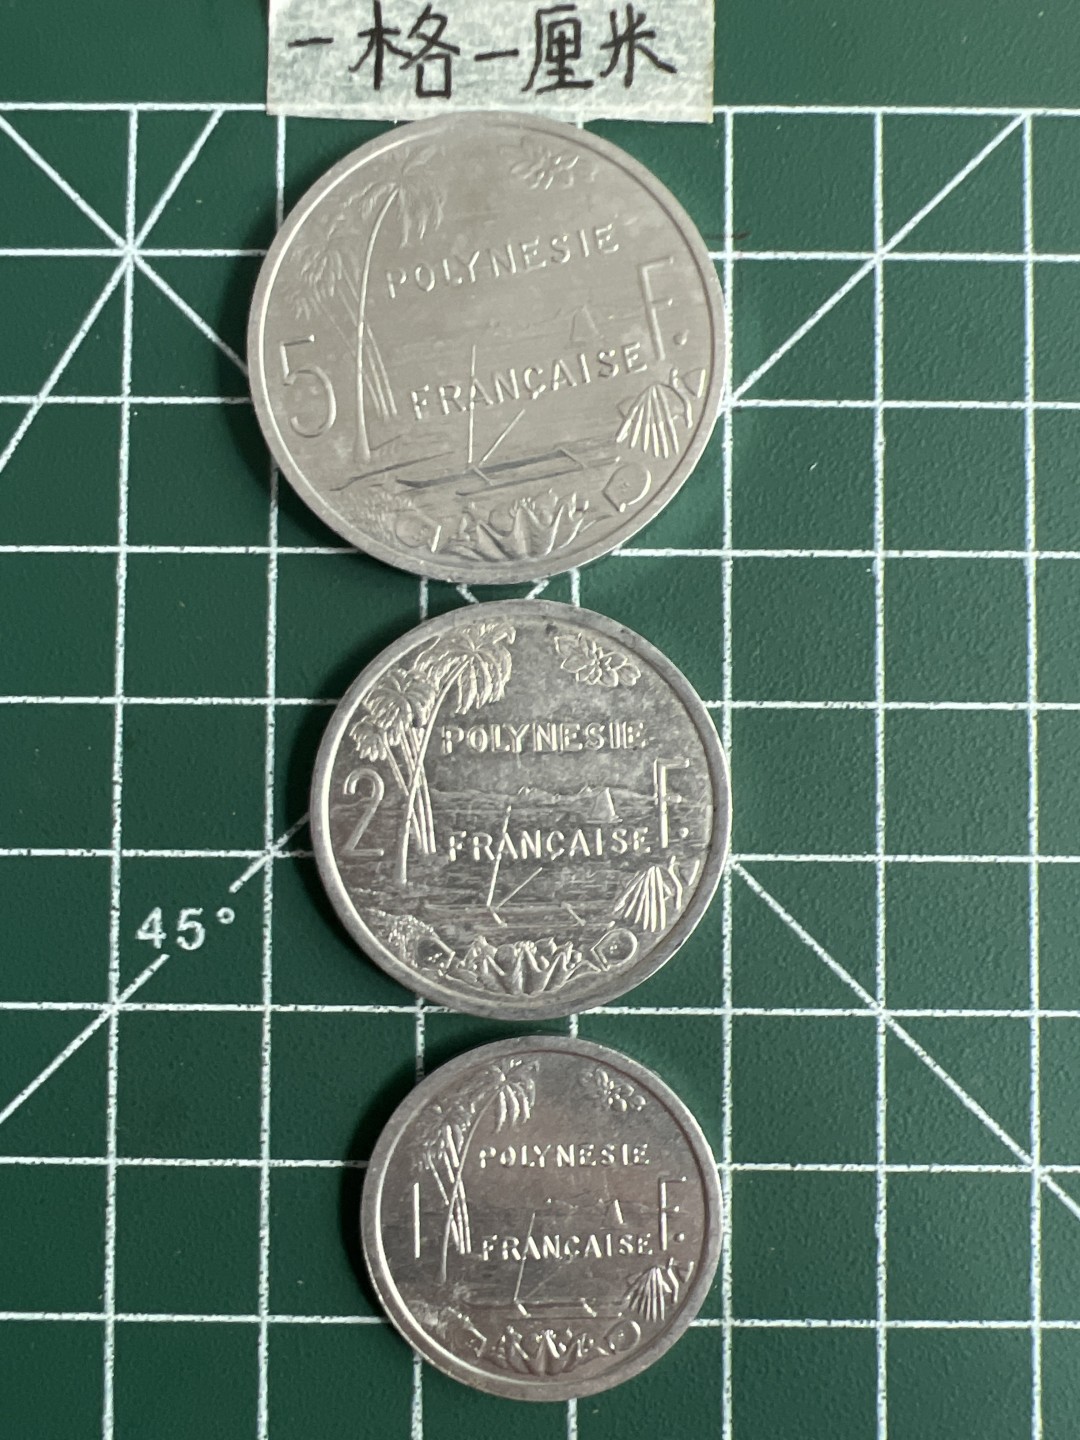 一格一厘米
POLYNESIE
5 F.
FRANÇAISE
POLYNESIE
2 F.
FRANÇAISE
45°
POLYNESIE
1 F.
FRANÇAISE